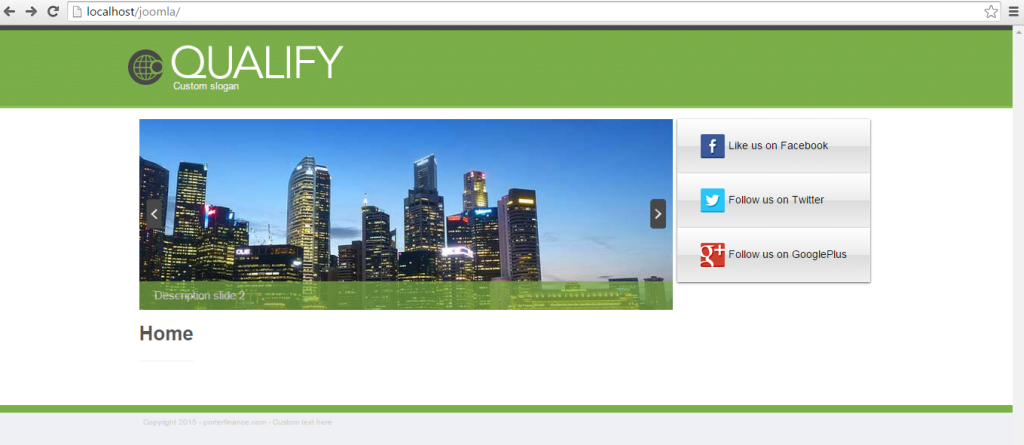 localhost/joomla/
QUALIFY
Custom slogan
Like us on Facebook
Follow us on Twitter
Follow us on GooglePlus
Description slide 2
Home
Copyright 2015 - porterfinance.com - Custom text here